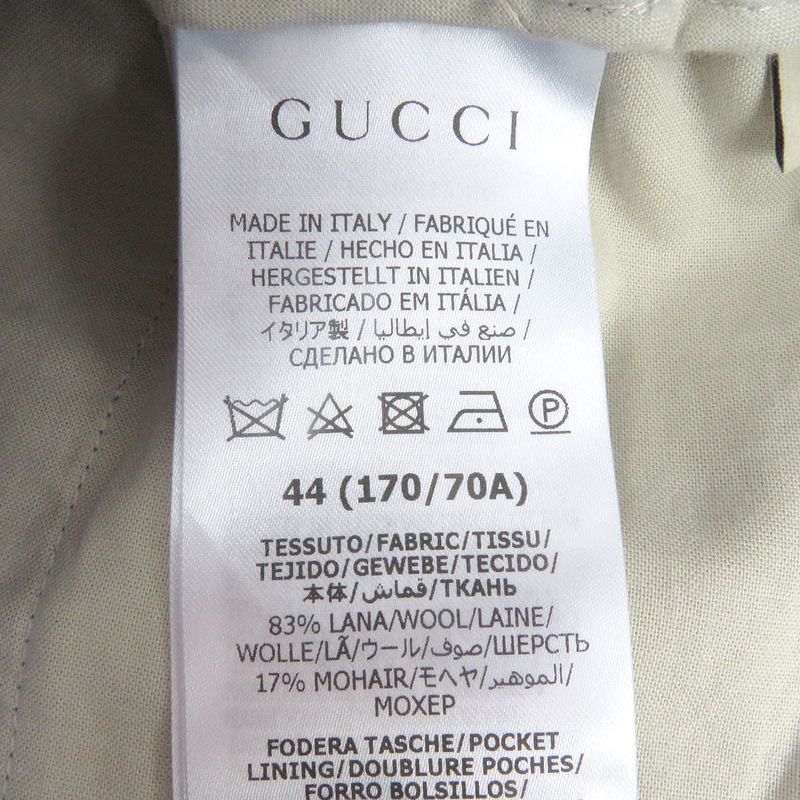 GUCCI
MADE IN ITALY / FABRIQUÉ EN
ITALIE / HECHO EN ITALIA /
HERGESTELLT IN ITALIEN /
FABRICADO EM ITÁLIA /
イタリア製 / صنع في إيطاليا /
СДЕЛАНО В ИТАЛИИ
P
44 (170/70A)
TESSUTO/FABRIC/TISSU/
TEJIDO/GEWEBE/TECIDO/
本体/قماش/ТКАНЬ
83% LANA/WOOL/LAINE/
WOLLE/LÃ/ウール/صوف/ШЕРСТЬ
17% MOHAIR/モヘヤ/الموهير/
МОХЕР
FODERA TASCHE/POCKET
LINING/DOUBLURE POCHES/
FORRO BOLSILLOS/